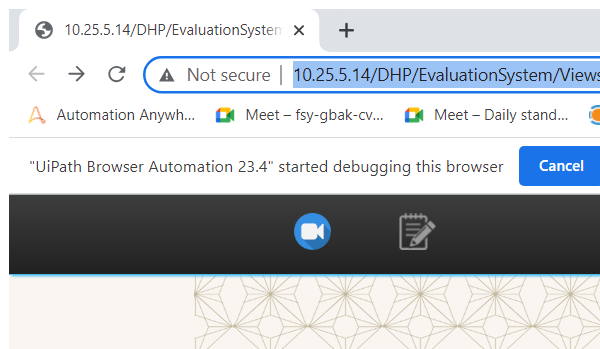 10.25.5.14/DHP/EvaluationSystem
Not secure | 10.25.5.14/DHP/EvaluationSystem/Views
Automation Anywh... Meet – fsy-gbak-cv... Meet – Daily stand...
"UiPath Browser Automation 23.4" started debugging this browser Cancel